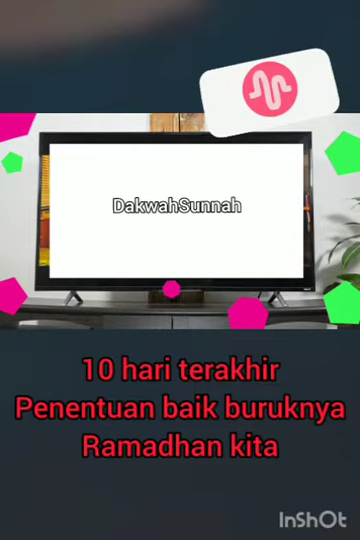 DakwahSunnah
10 hari terakhir
Penentuan baik buruknya
Ramadhan kita
InShOt